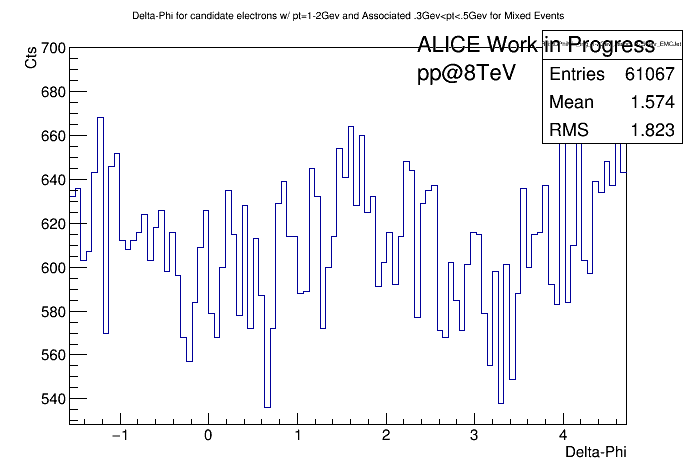 Delta-Phi for candidate electrons w/ pt=1-2Gev and Associated .3Gev<pt<.5Gev for Mixed Events
Cts
ALICE Work in Progress
pp@8TeV
Entries 61067
Mean 1.574
RMS 1.823
700
680
660
640
620
600
580
560
540
−1 0 1 2 3 4
Delta-Phi